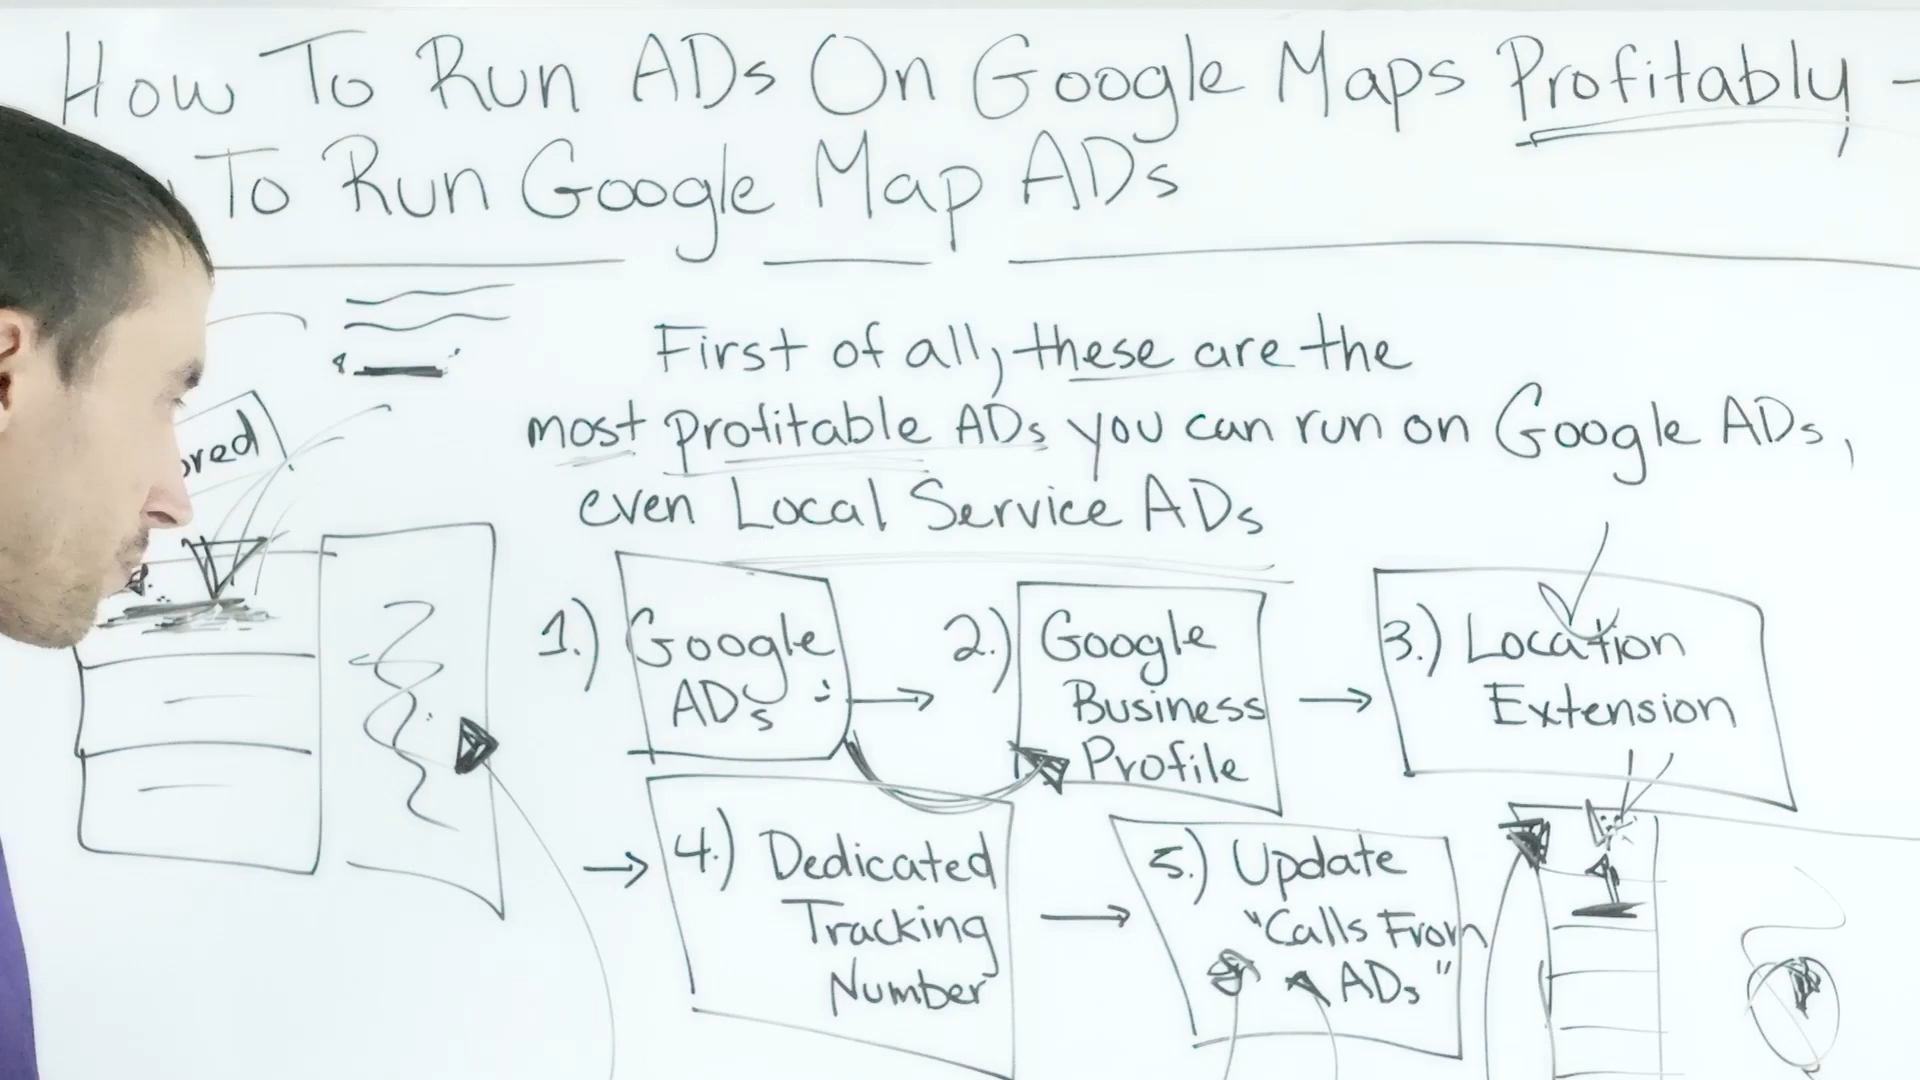 How To Run ADs On Google Maps Profitably -
To Run Google Map ADs
First of all, these are the
most profitable ADs you can run on Google ADs,
even Local Service ADs
1.) Google
ADs
2.) Google
Business
Profile
3.) Location
Extension
4.) Dedicated
Tracking
Number
5.) Update
"Calls From
ADs"